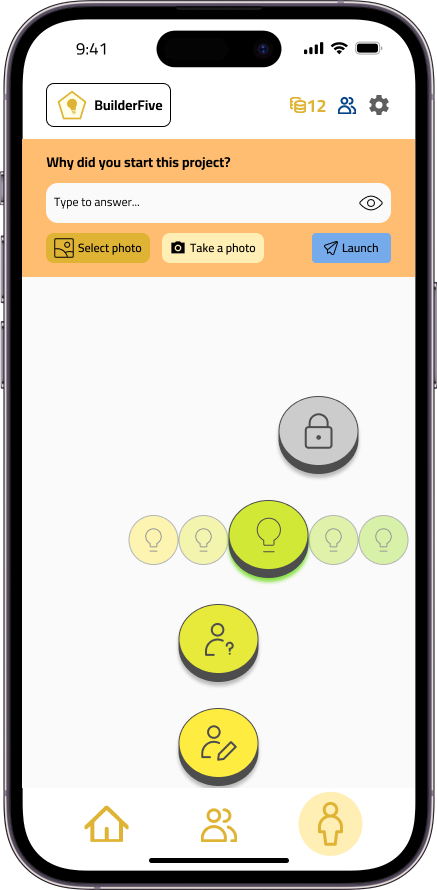 9:41
BuilderFive
12
Why did you start this project?
Type to answer...
Select photo
Take a photo
Launch
?